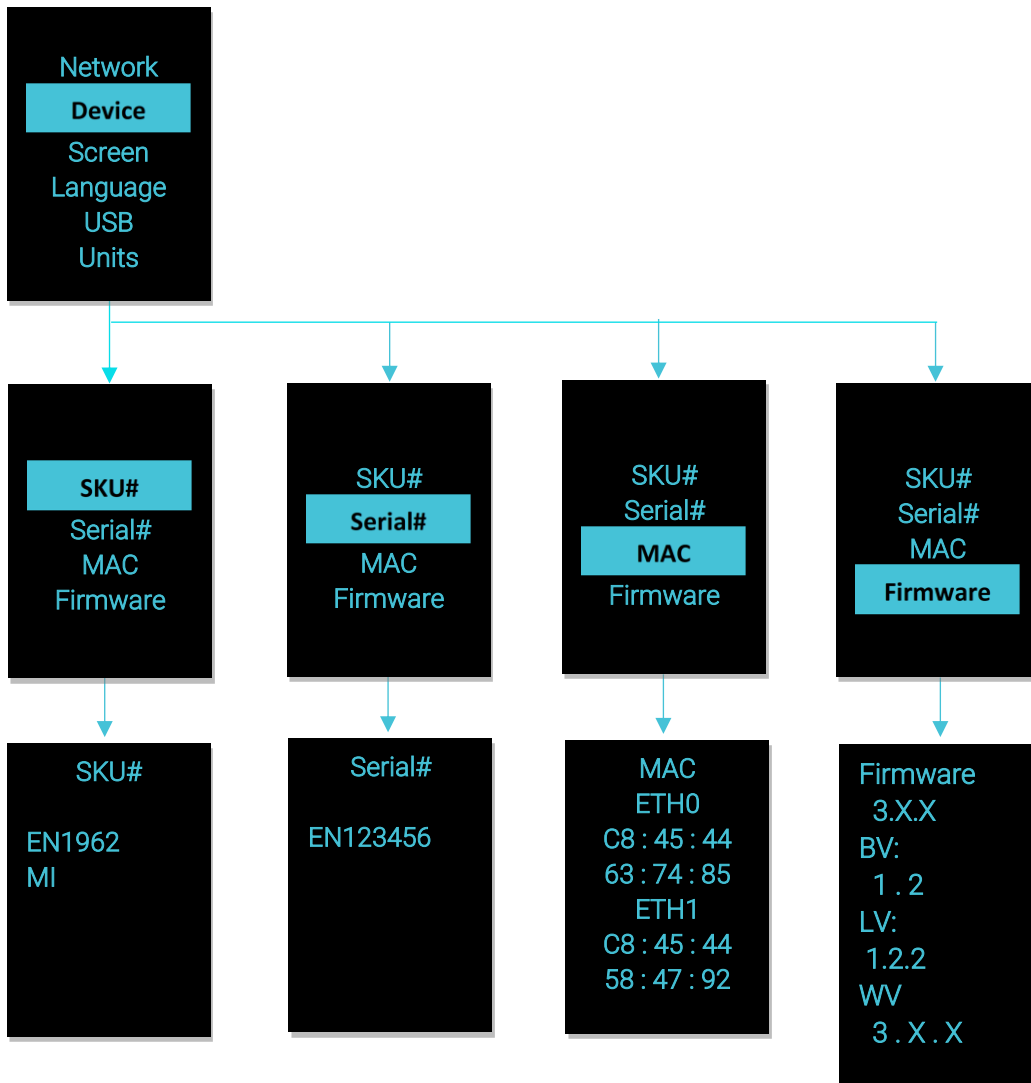 Network
Device
Screen
Language
USB
Units
SKU#
Serial#
MAC
Firmware
SKU#
Serial#
MAC
Firmware
SKU#
Serial#
MAC
Firmware
SKU#
Serial#
MAC
Firmware
SKU#
EN1962
MI
Serial#
EN123456
MAC
ETH0
C8 : 45 : 44
63 : 74 : 85
ETH1
C8 : 45 : 44
58 : 47 : 92
Firmware
3.X.X
BV:
1 . 2
LV:
1.2.2
WV
3 . X . X